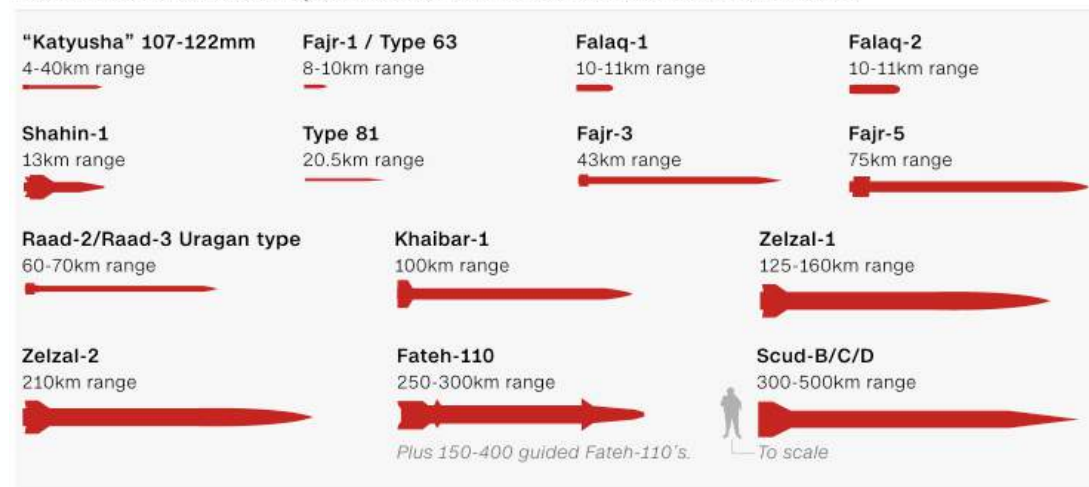 “Katyusha” 107-122mm
4-40km range
Fajr-1 / Type 63
8-10km range
Falaq-1
10-11km range
Falaq-2
10-11km range
Shahin-1
13km range
Type 81
20.5km range
Fajr-3
43km range
Fajr-5
75km range
Raad-2/Raad-3 Uragan type
60-70km range
Khaibar-1
100km range
Zelzal-1
125-160km range
Zelzal-2
210km range
Fateh-110
250-300km range
Plus 150-400 guided Fateh-110's.
Scud-B/C/D
300-500km range
To scale